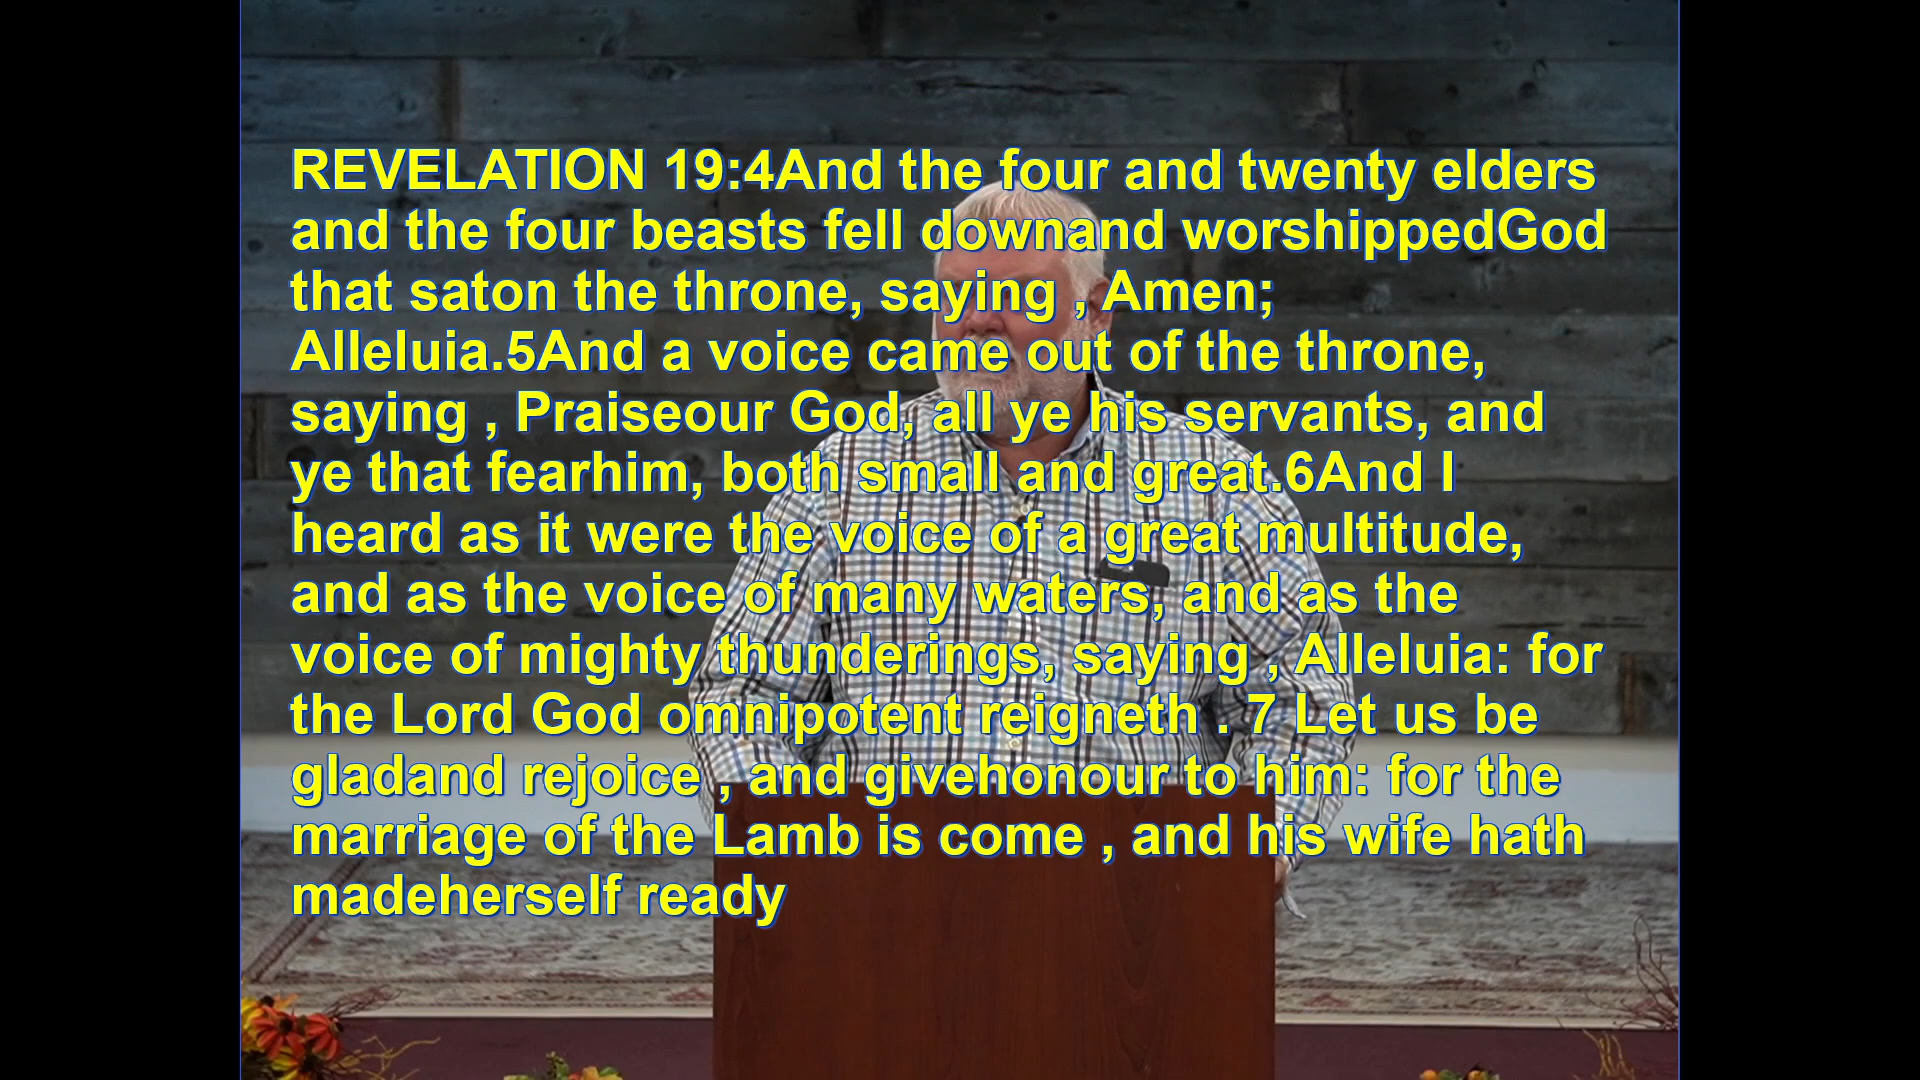 REVELATION 19:4And the four and twenty elders
and the four beasts fell downand worshippedGod
that saton the throne, saying , Amen;
Alleluia.5And a voice came out of the throne,
saying , Praiseour God, all ye his servants, and
ye that fearhim, both small and great.6And I
heard as it were the voice of a great multitude,
and as the voice of many waters, and as the
voice of mighty thunderings, saying , Alleluia: for
the Lord God omnipotent reigneth . 7 Let us be
gladand rejoice , and givehonour to him: for the
marriage of the Lamb is come , and his wife hath
madeherself ready